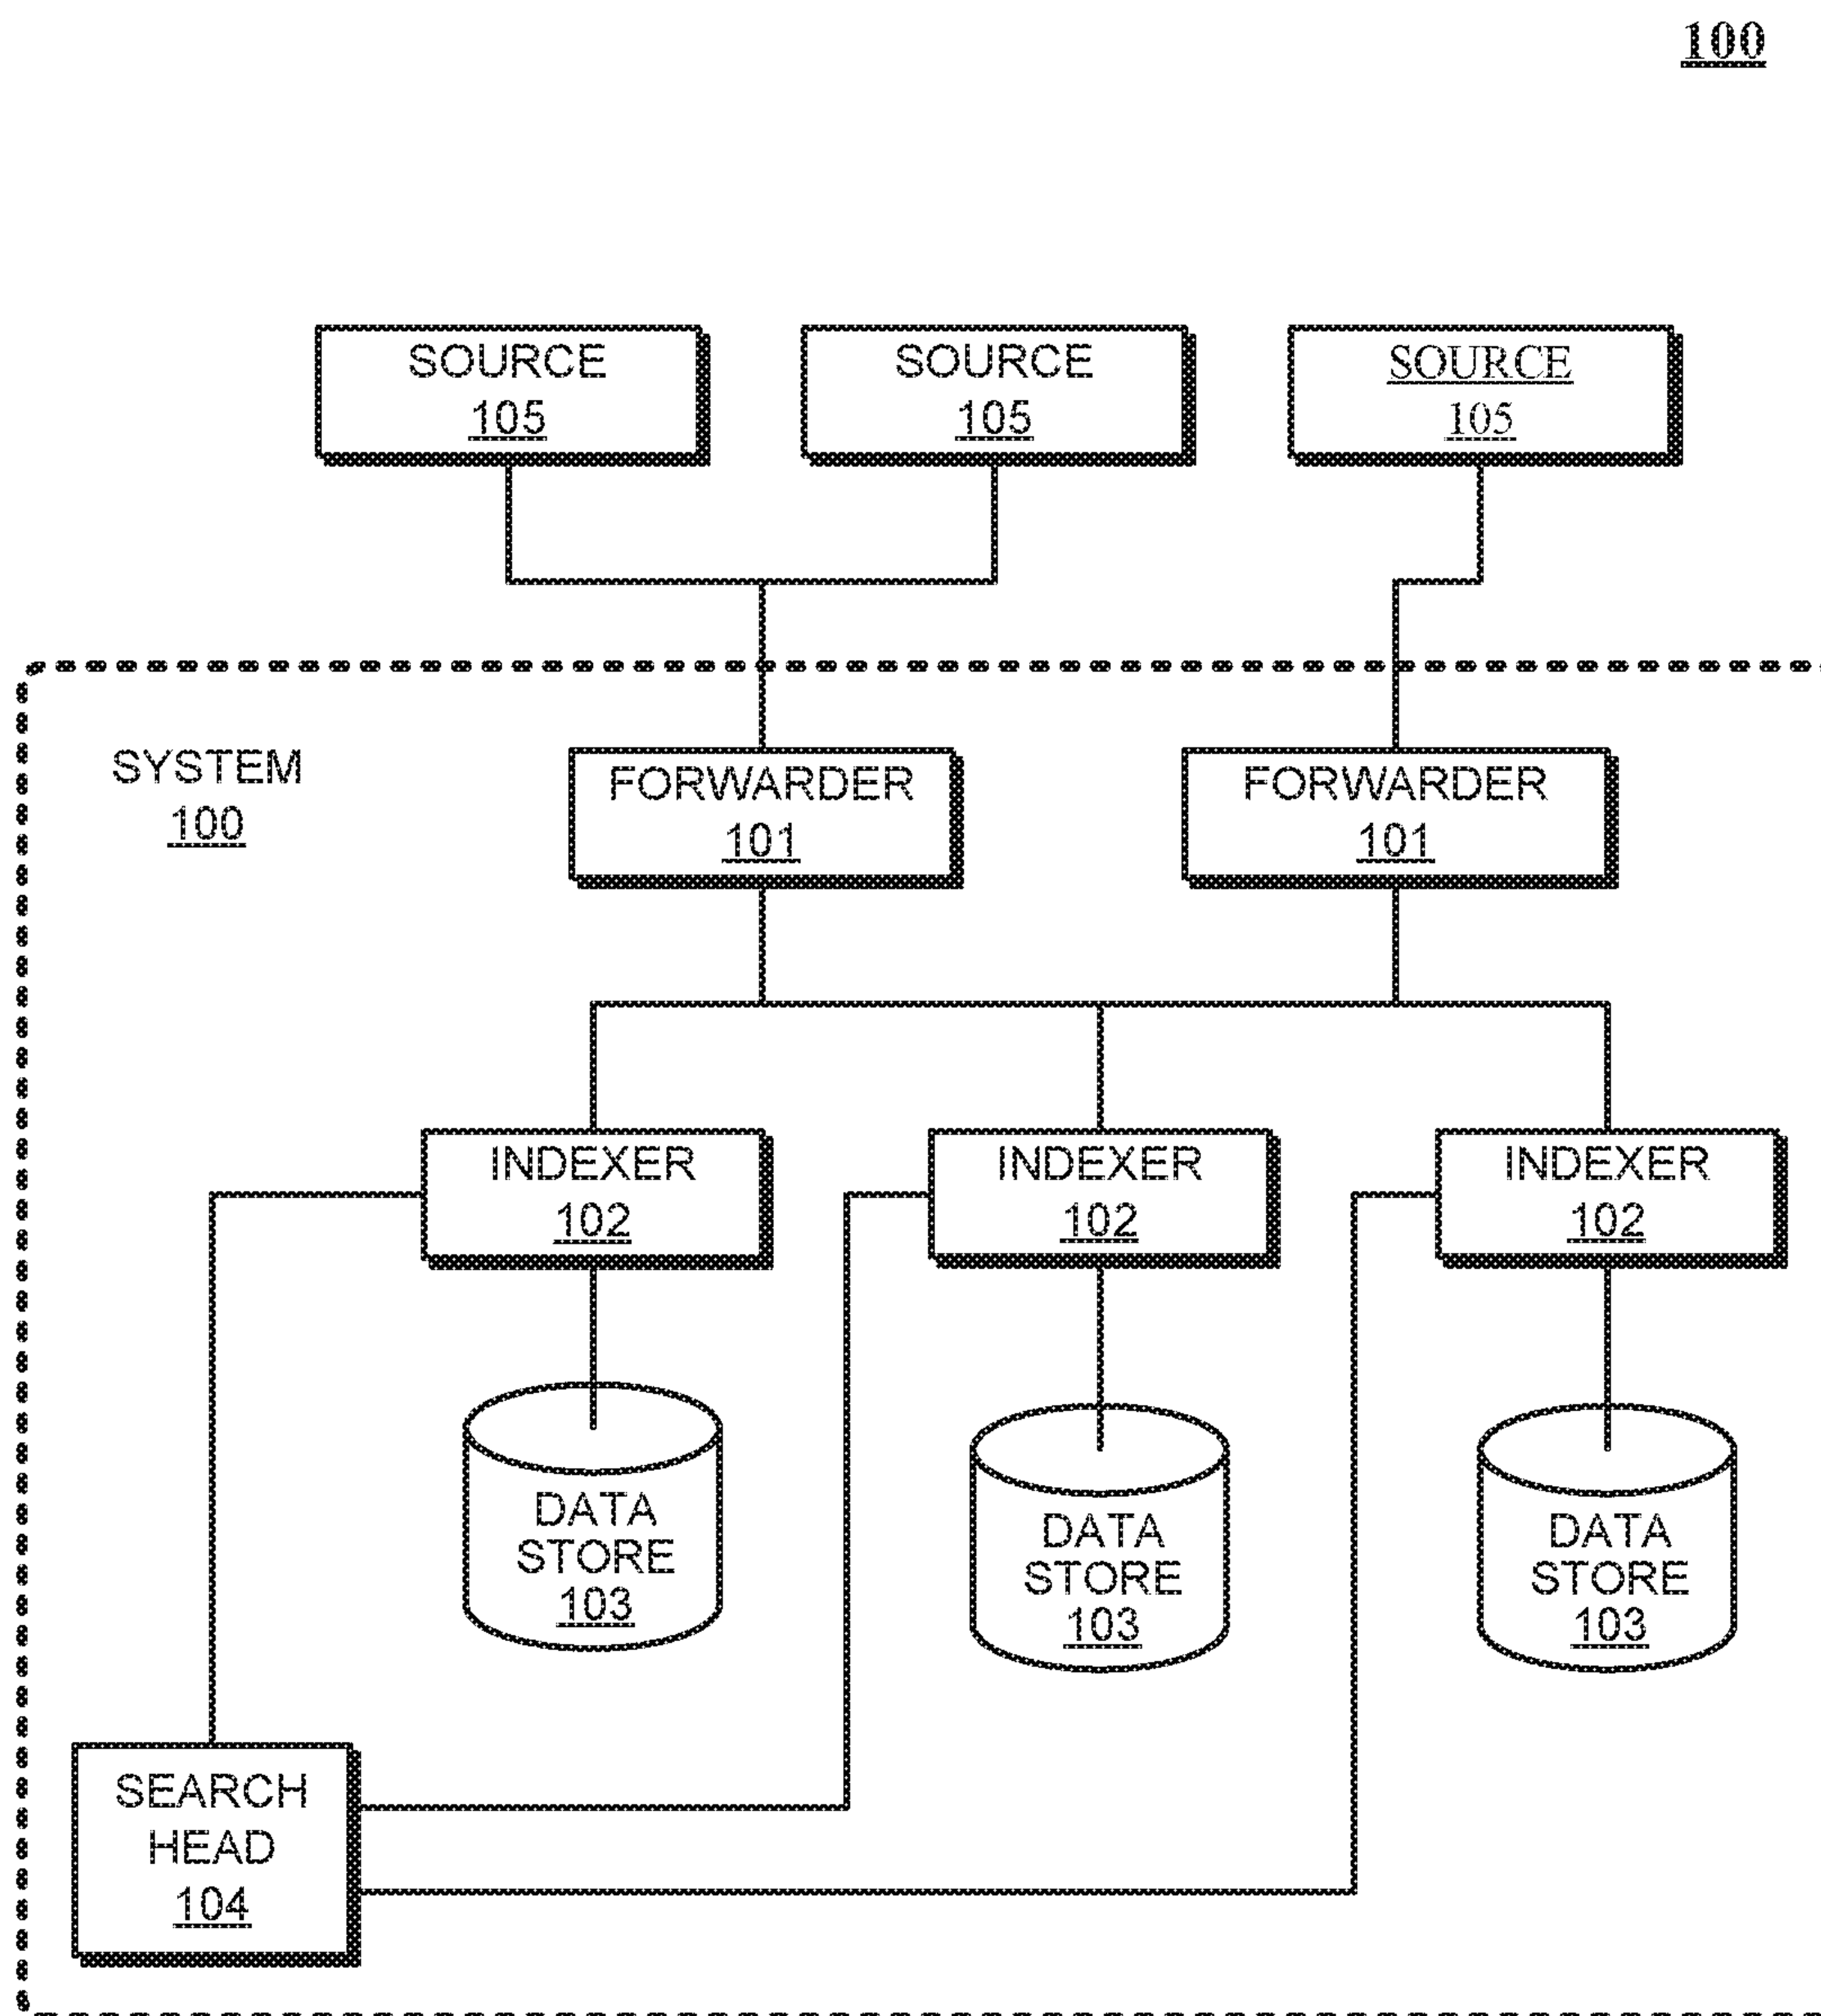 100
SOURCE
105
SOURCE
105
SOURCE
105
SYSTEM
100
FORWARDER
101
FORWARDER
101
INDEXER
102
INDEXER
102
INDEXER
102
DATA
STORE
103
DATA
STORE
103
DATA
STORE
103
SEARCH
HEAD
104